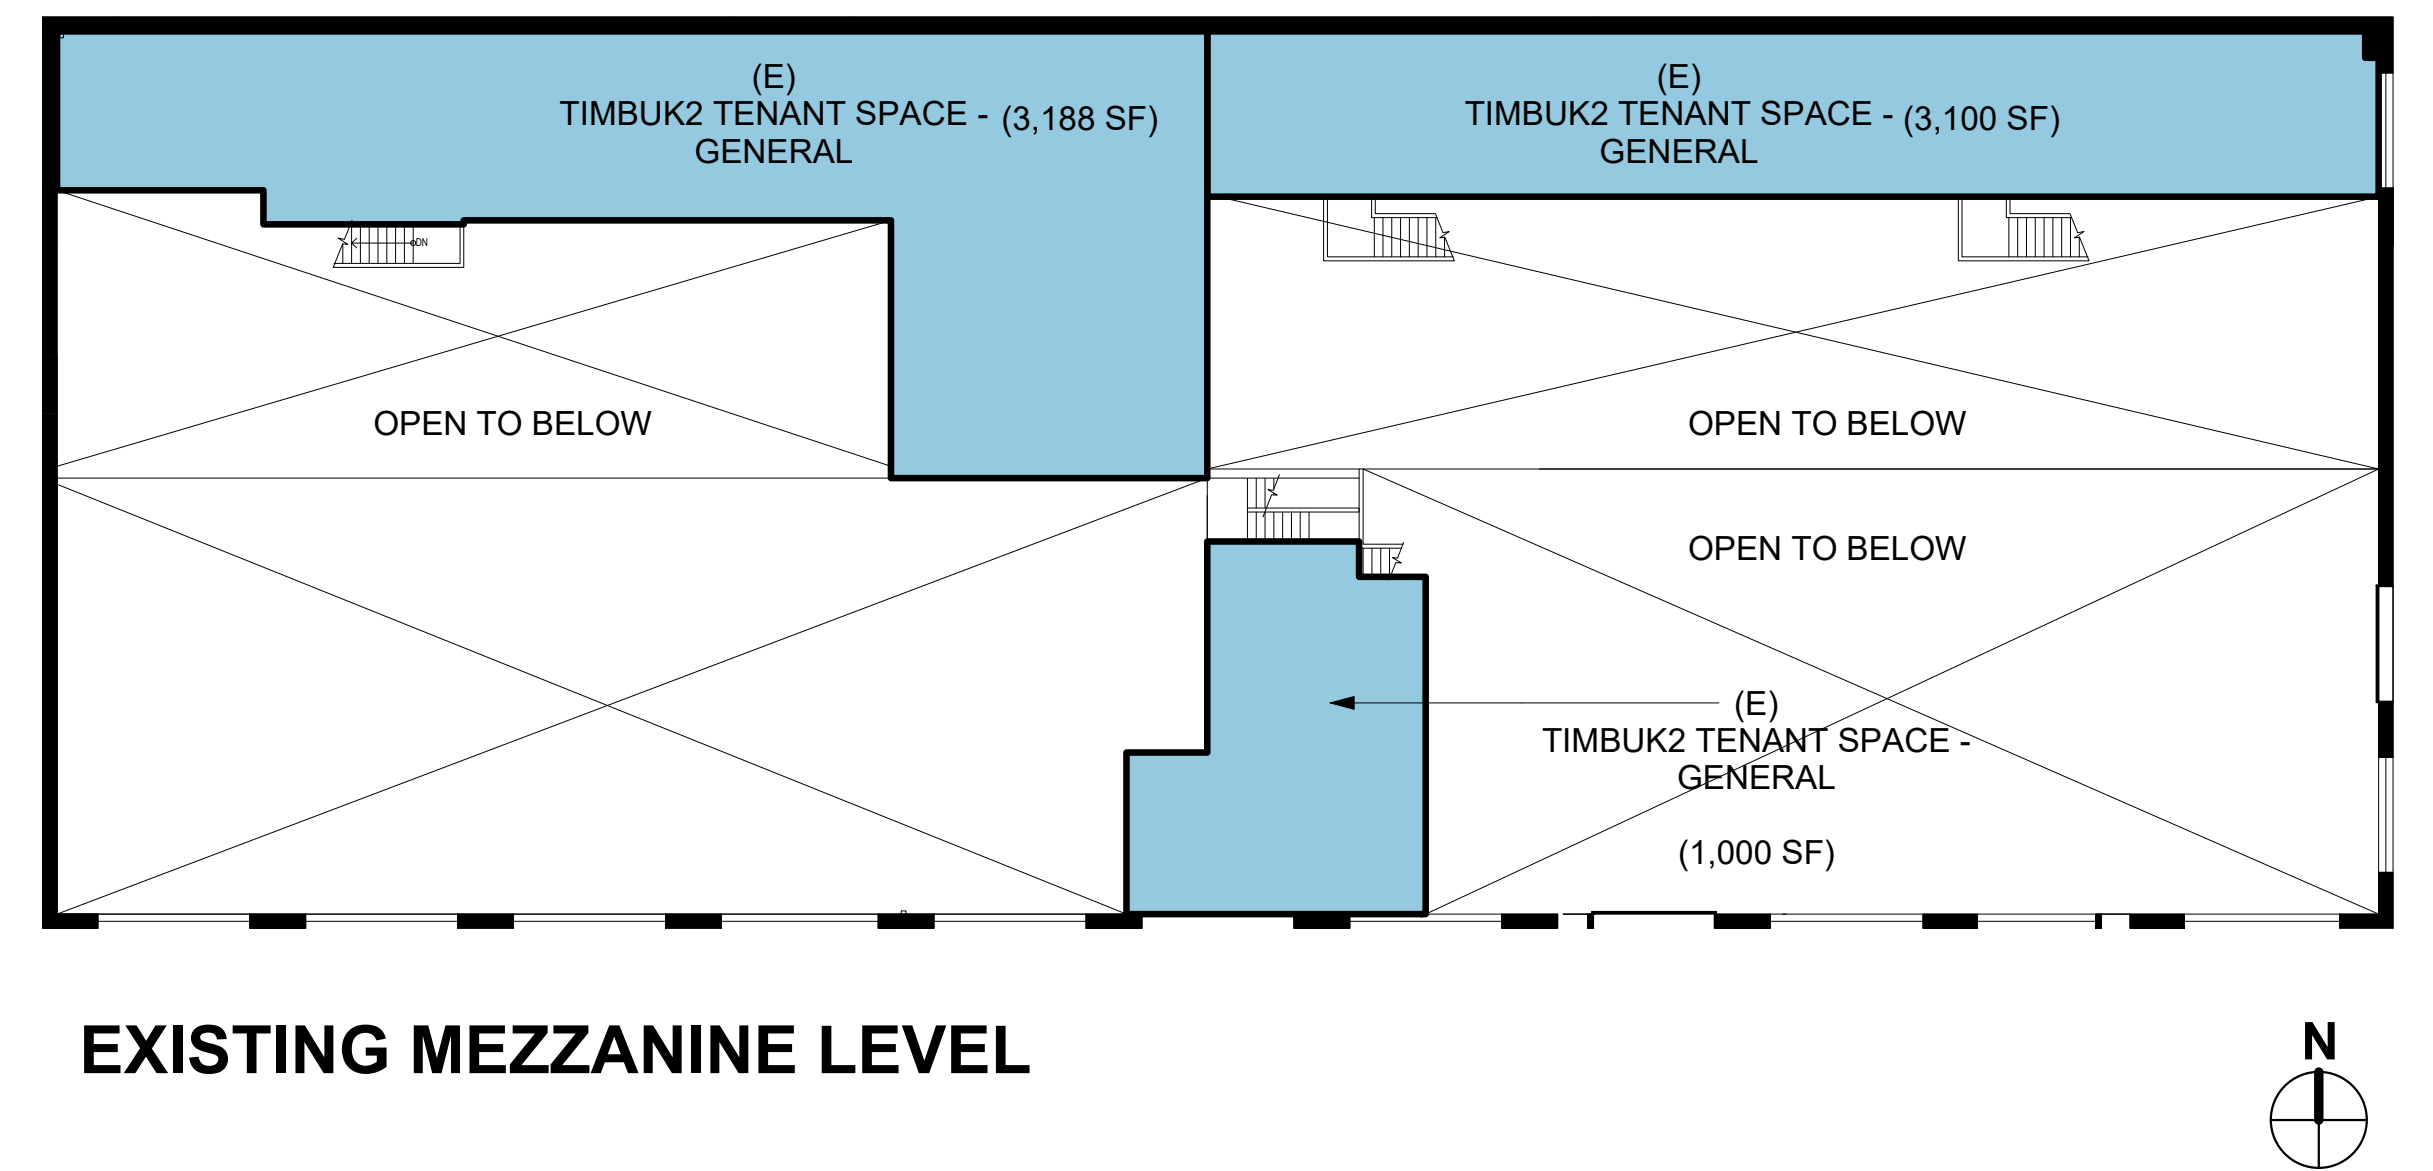 (E)
TIMBUK2 TENANT SPACE - (3,188 SF)
GENERAL
(E)
TIMBUK2 TENANT SPACE - (3,100 SF)
GENERAL
DN
OPEN TO BELOW
OPEN TO BELOW
OPEN TO BELOW
(E)
TIMBUK2 TENANT SPACE -
GENERAL
(1,000 SF)
EXISTING MEZZANINE LEVEL
N